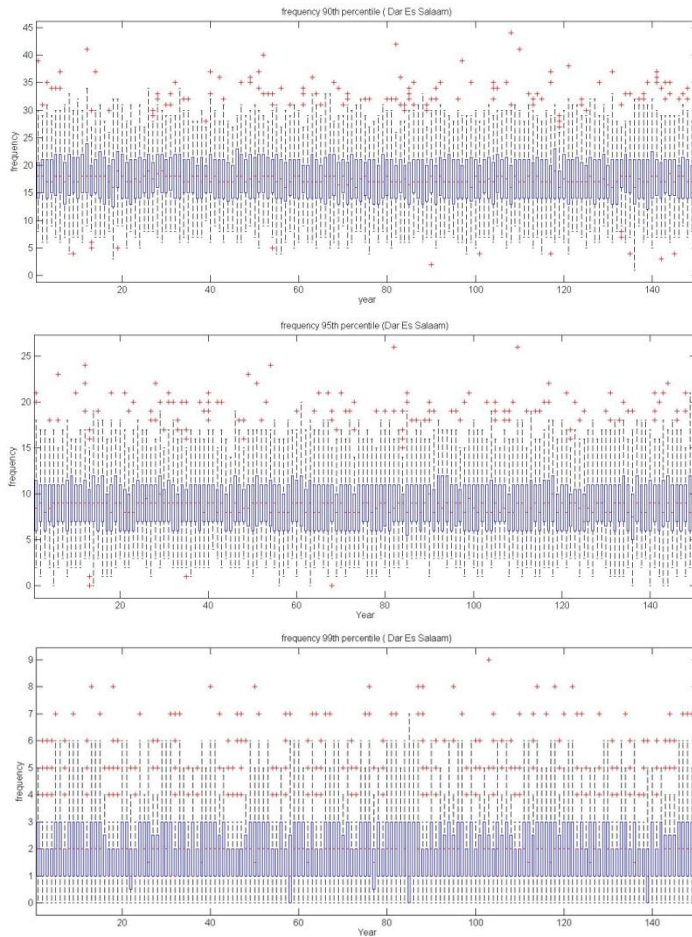 frequency 90th percentile ( Dar Es Salaam)
45
40
35
30
25
20
15
10
5
0
frequency
20 40 60 80 100 120 140
year
frequency 95th percentile (Dar Es Salaam)
25
20
15
10
5
0
frequency
20 40 60 80 100 120 140
Year
frequency 99th percentile ( Dar Es Salaam)
9
8
7
6
5
4
3
2
1
0
frequency
20 40 60 80 100 120 140
Year